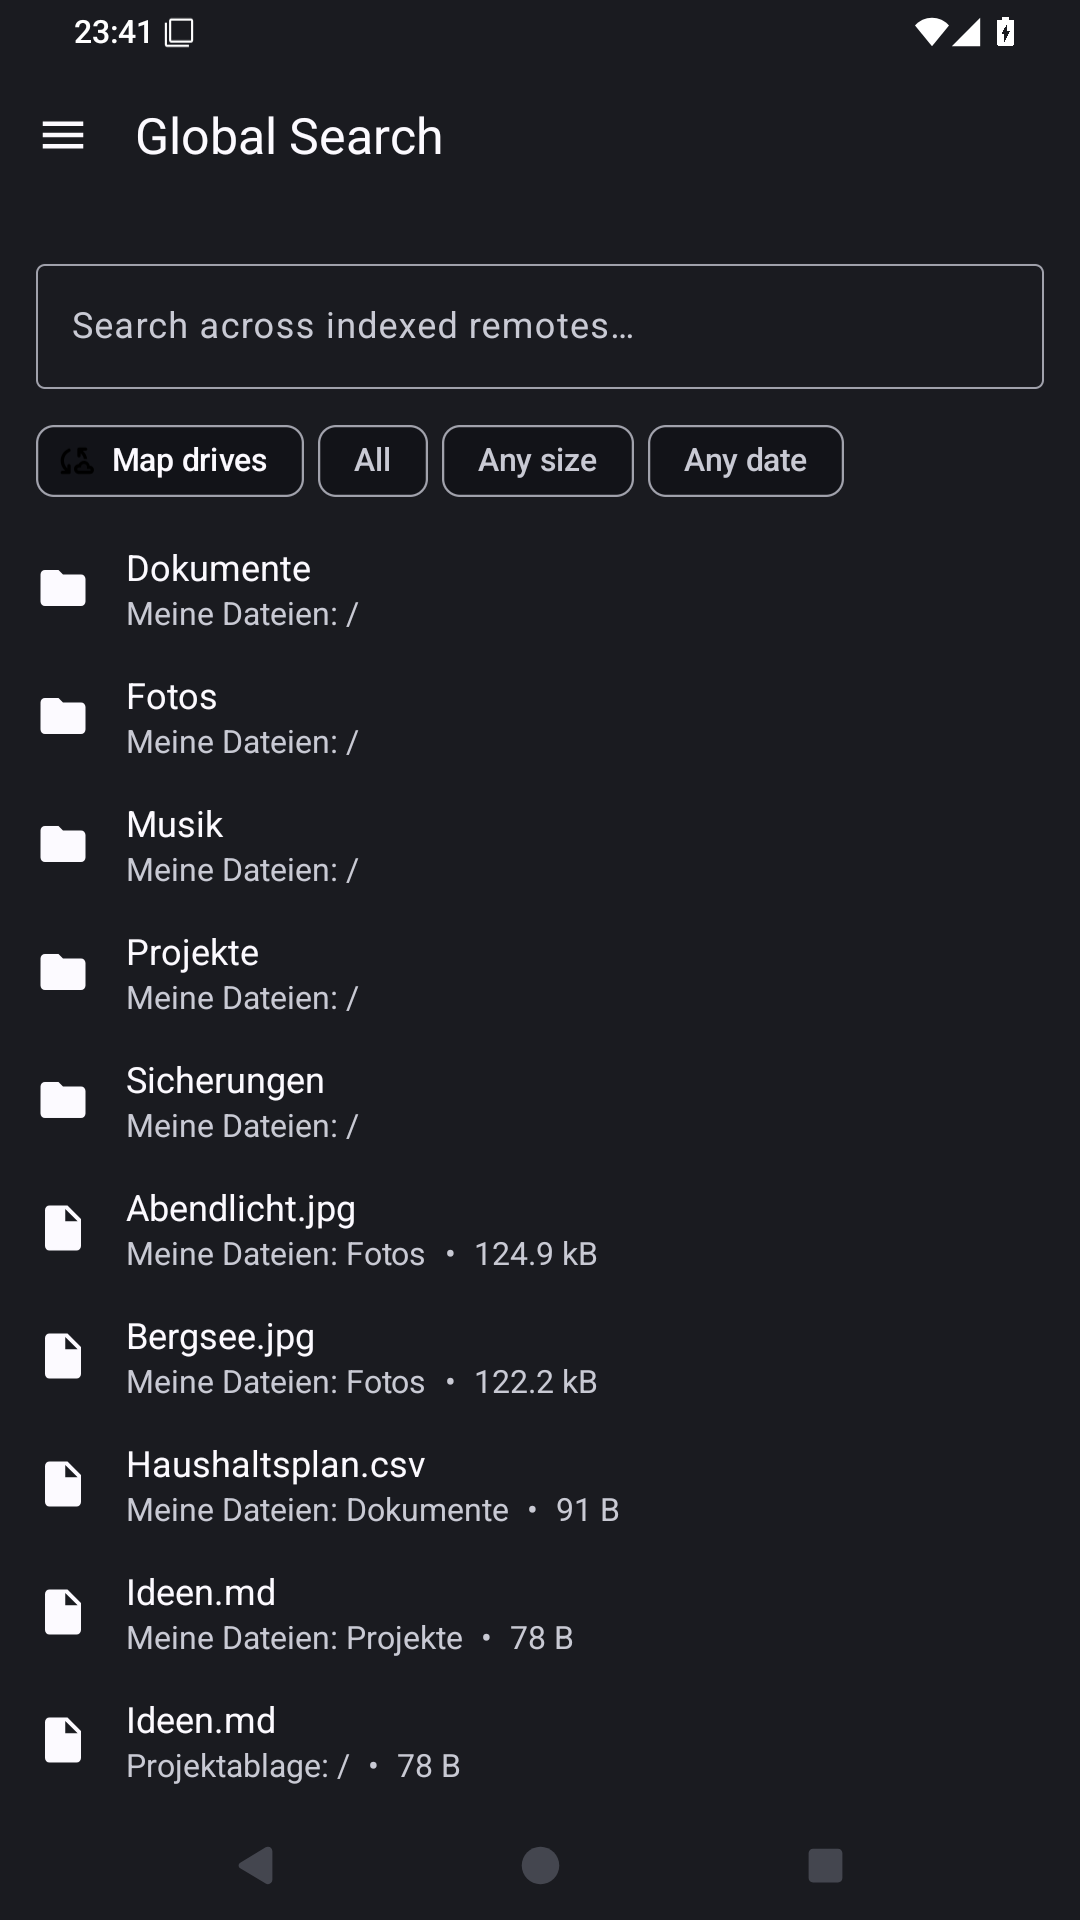 23:41
Global Search
Search across indexed remotes…
Map drives
All
Any size
Any date
Dokumente
Meine Dateien: /
Fotos
Meine Dateien: /
Musik
Meine Dateien: /
Projekte
Meine Dateien: /
Sicherungen
Meine Dateien: /
Abendlicht.jpg
Meine Dateien: Fotos • 124.9 kB
Bergsee.jpg
Meine Dateien: Fotos • 122.2 kB
Haushaltsplan.csv
Meine Dateien: Dokumente • 91 B
Ideen.md
Meine Dateien: Projekte • 78 B
Ideen.md
Projektablage: / • 78 B